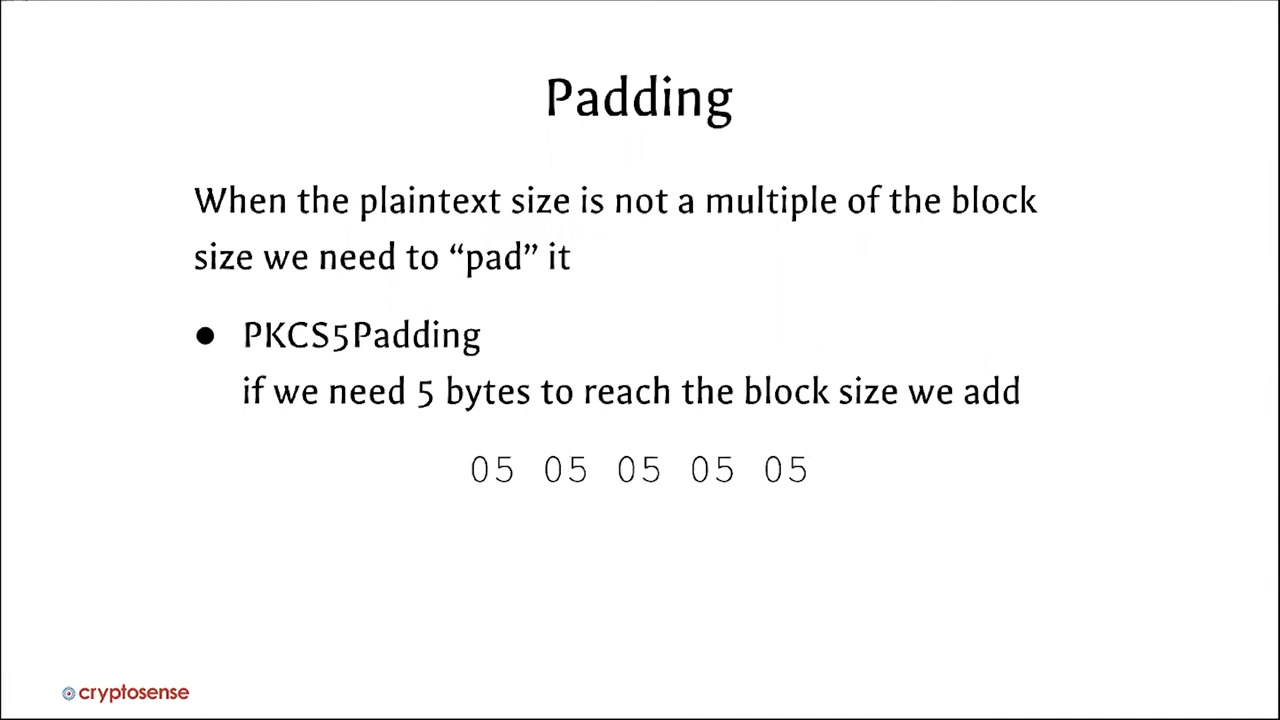 Padding
When the plaintext size is not a multiple of the block
size we need to “pad” it
● PKCS5Padding
if we need 5 bytes to reach the block size we add
05 05 05 05 05
cryptosense